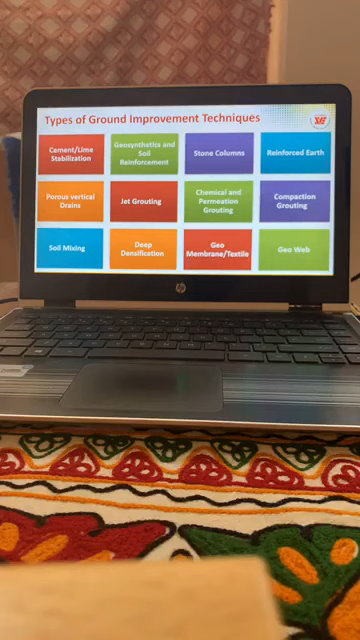 Types of Ground Improvement Techniques
Cement/Lime
Stabilization
Geosynthetics and
Soil
Reinforcement
Stone Columns
Reinforced Earth
Porous vertical
Drains
Jet Grouting
Chemical and
Permeation
Grouting
Compaction
Grouting
Soil Mixing
Deep
Densification
Geo
Membrane/Textile
Geo Web
hp